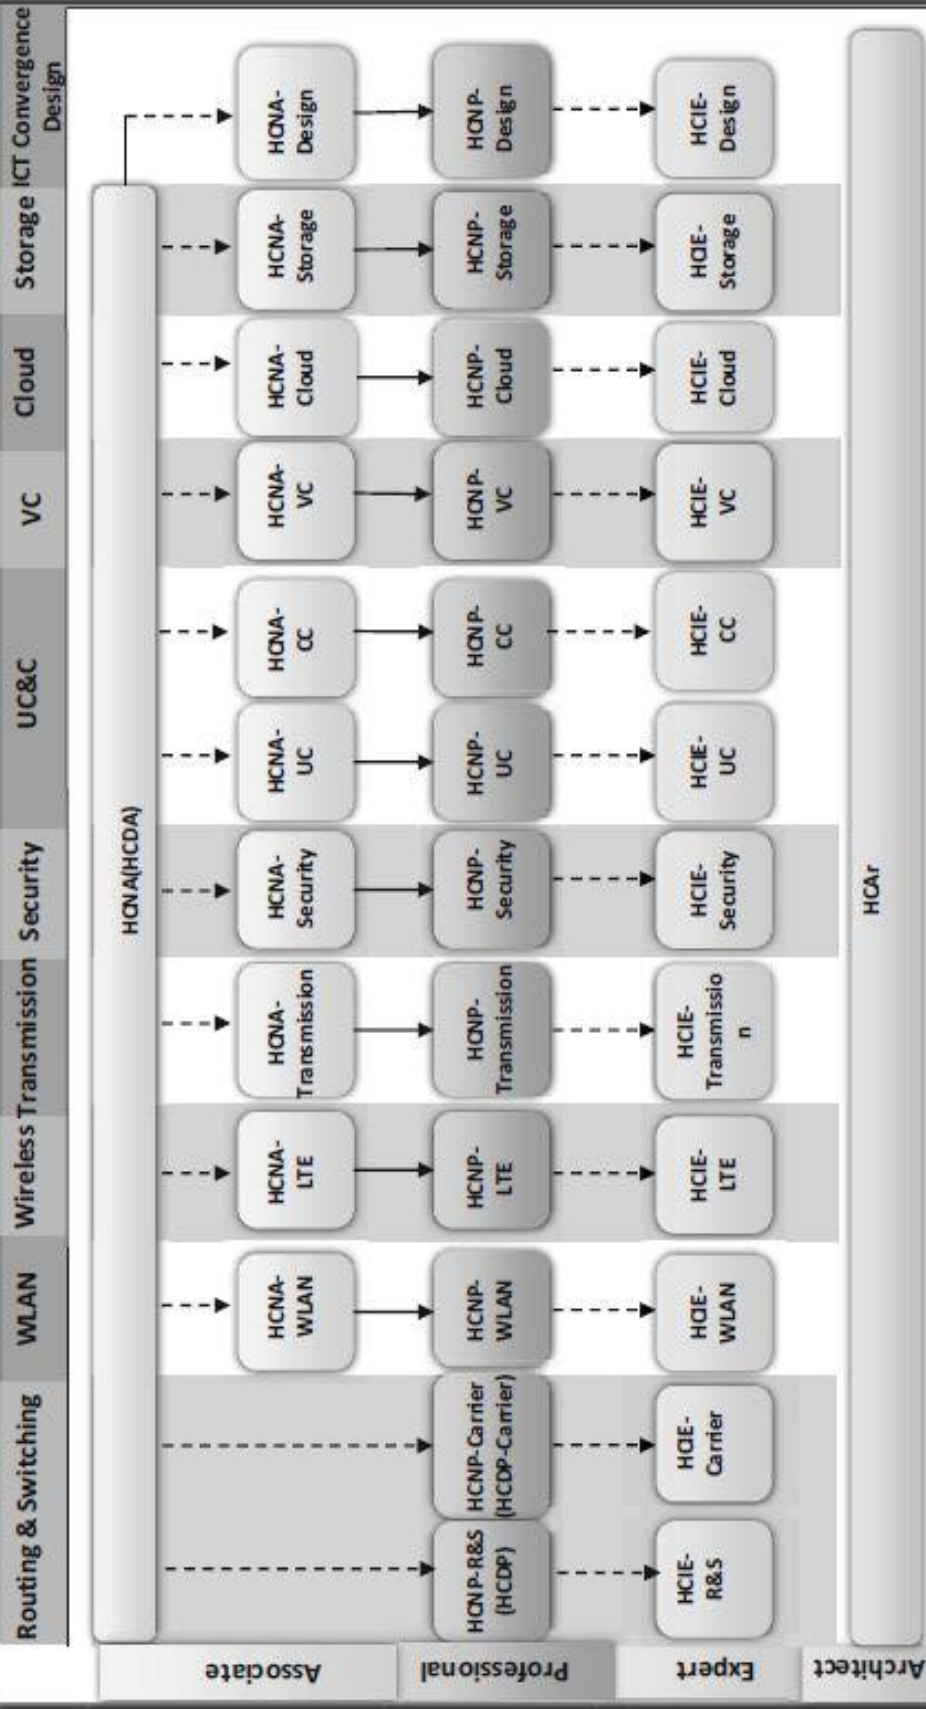 Routing & Switching
WLAN
Wireless
Transmission
Security
UC&C
VC
Cloud
Storage
ICT Convergence
Design
Associate
HCNA(HCDA)
HCNA-
WLAN
HCNA-
LTE
HCNA-
Transmission
HCNA-
Security
HCNA-
UC
HCNA-
CC
HCNA-
VC
HCNA-
Cloud
HCNA-
Storage
HCNA-
Design
Professional
HCNP-R&S
(HCDP)
HCNP-Carrier
(HCDP-Carrier)
HCNP-
WLAN
HCNP-
LTE
HCNP-
Transmission
HCNP-
Security
HCNP-
UC
HCNP-
CC
HCNP-
VC
HCNP-
Cloud
HCNP-
Storage
HCNP-
Design
Expert
HCIE-
R&S
HCIE-
Carrier
HCIE-
WLAN
HCIE-
LTE
HCIE-
Transmissio
n
HCIE-
Security
HCIE-
UC
HCIE-
CC
HCIE-
VC
HCIE-
Cloud
HCIE-
Storage
HCIE-
Design
Architect
HCAr